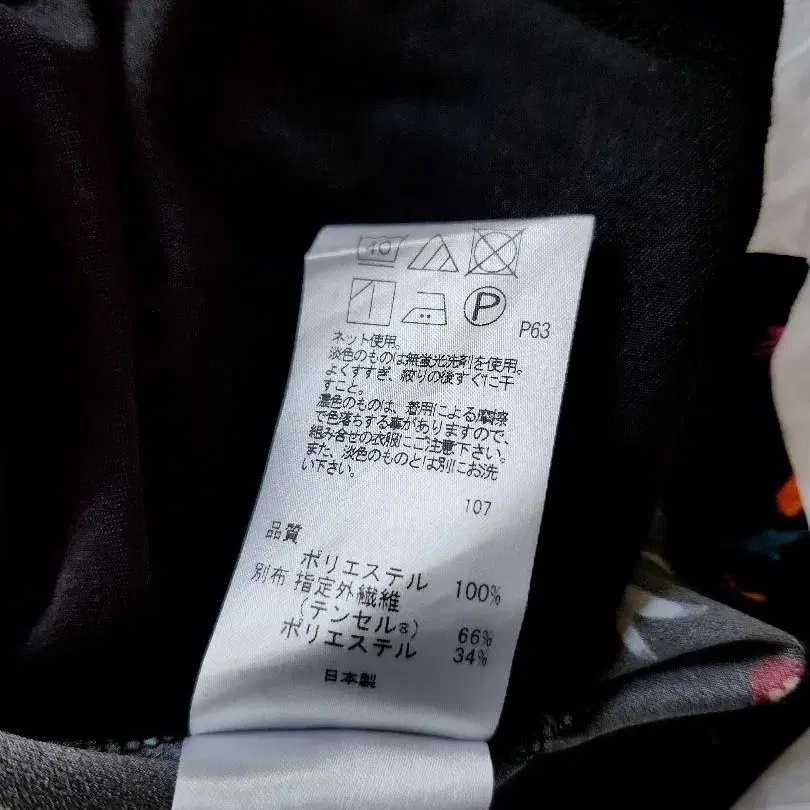 40
P
P63
ネット使用。
淡色のものは無蛍光洗剤を使用。
よくすすぎ、絞りの後すぐに干
すこと。
濃色のものは、着用による摩擦
で色落ちする事がありますので、
組み合せの衣服にご注意下さい。
また、淡色のものとは別にお洗
い下さい。
107
品質
ポリエステル 100%
別布 指定外繊維
(テンセル®) 66%
ポリエステル 34%
日本製